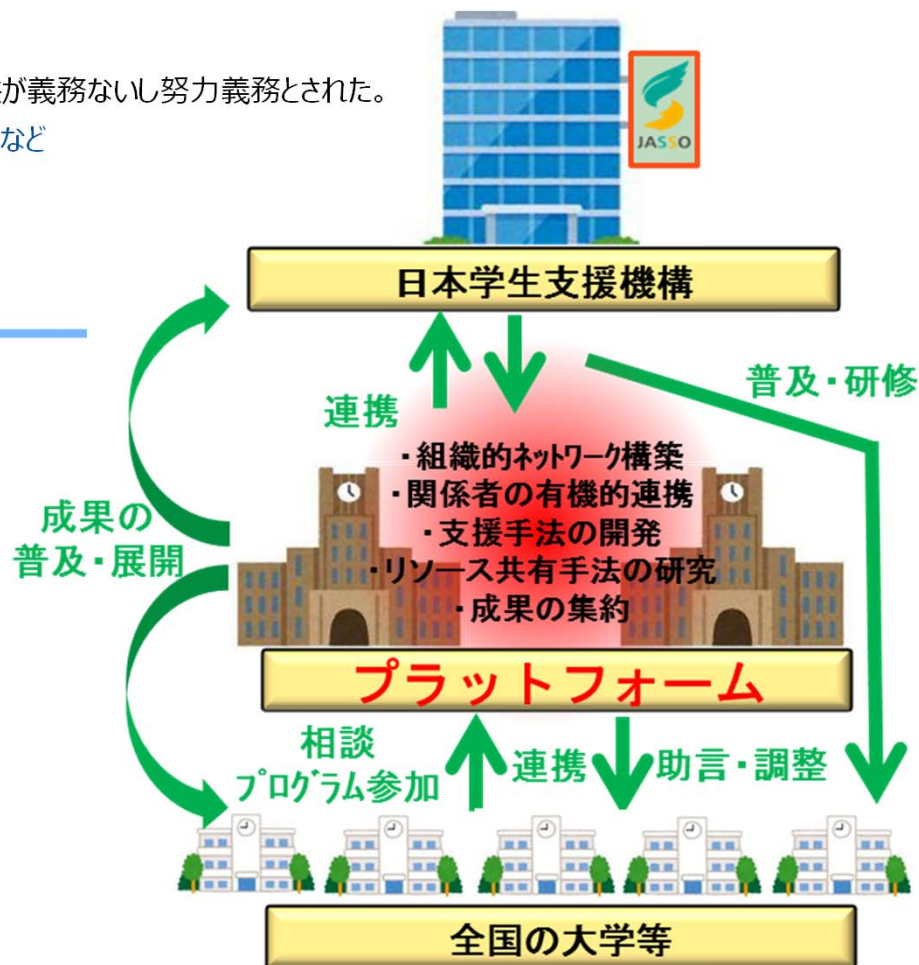 が義務ないし努力義務とされた。
など
JASSO
日本学生支援機構
連携
普及・研修
・組織的ネットワーク構築
・関係者の有機的連携
・支援手法の開発
・リソース共有手法の研究
・成果の集約
成果の
普及・展開
プラットフォーム
相談
プログラム参加
連携
助言・調整
全国の大学等